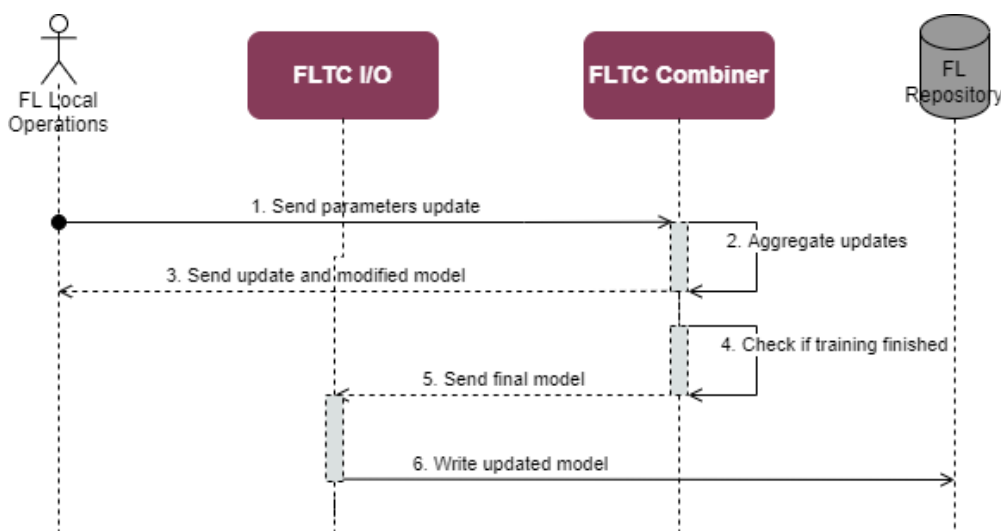 FL Local
Operations
FLTC I/O
FLTC Combiner
FL
Repository
1. Send parameters update
2. Aggregate updates
3. Send update and modified model
4. Check if training finished
5. Send final model
6. Write updated model